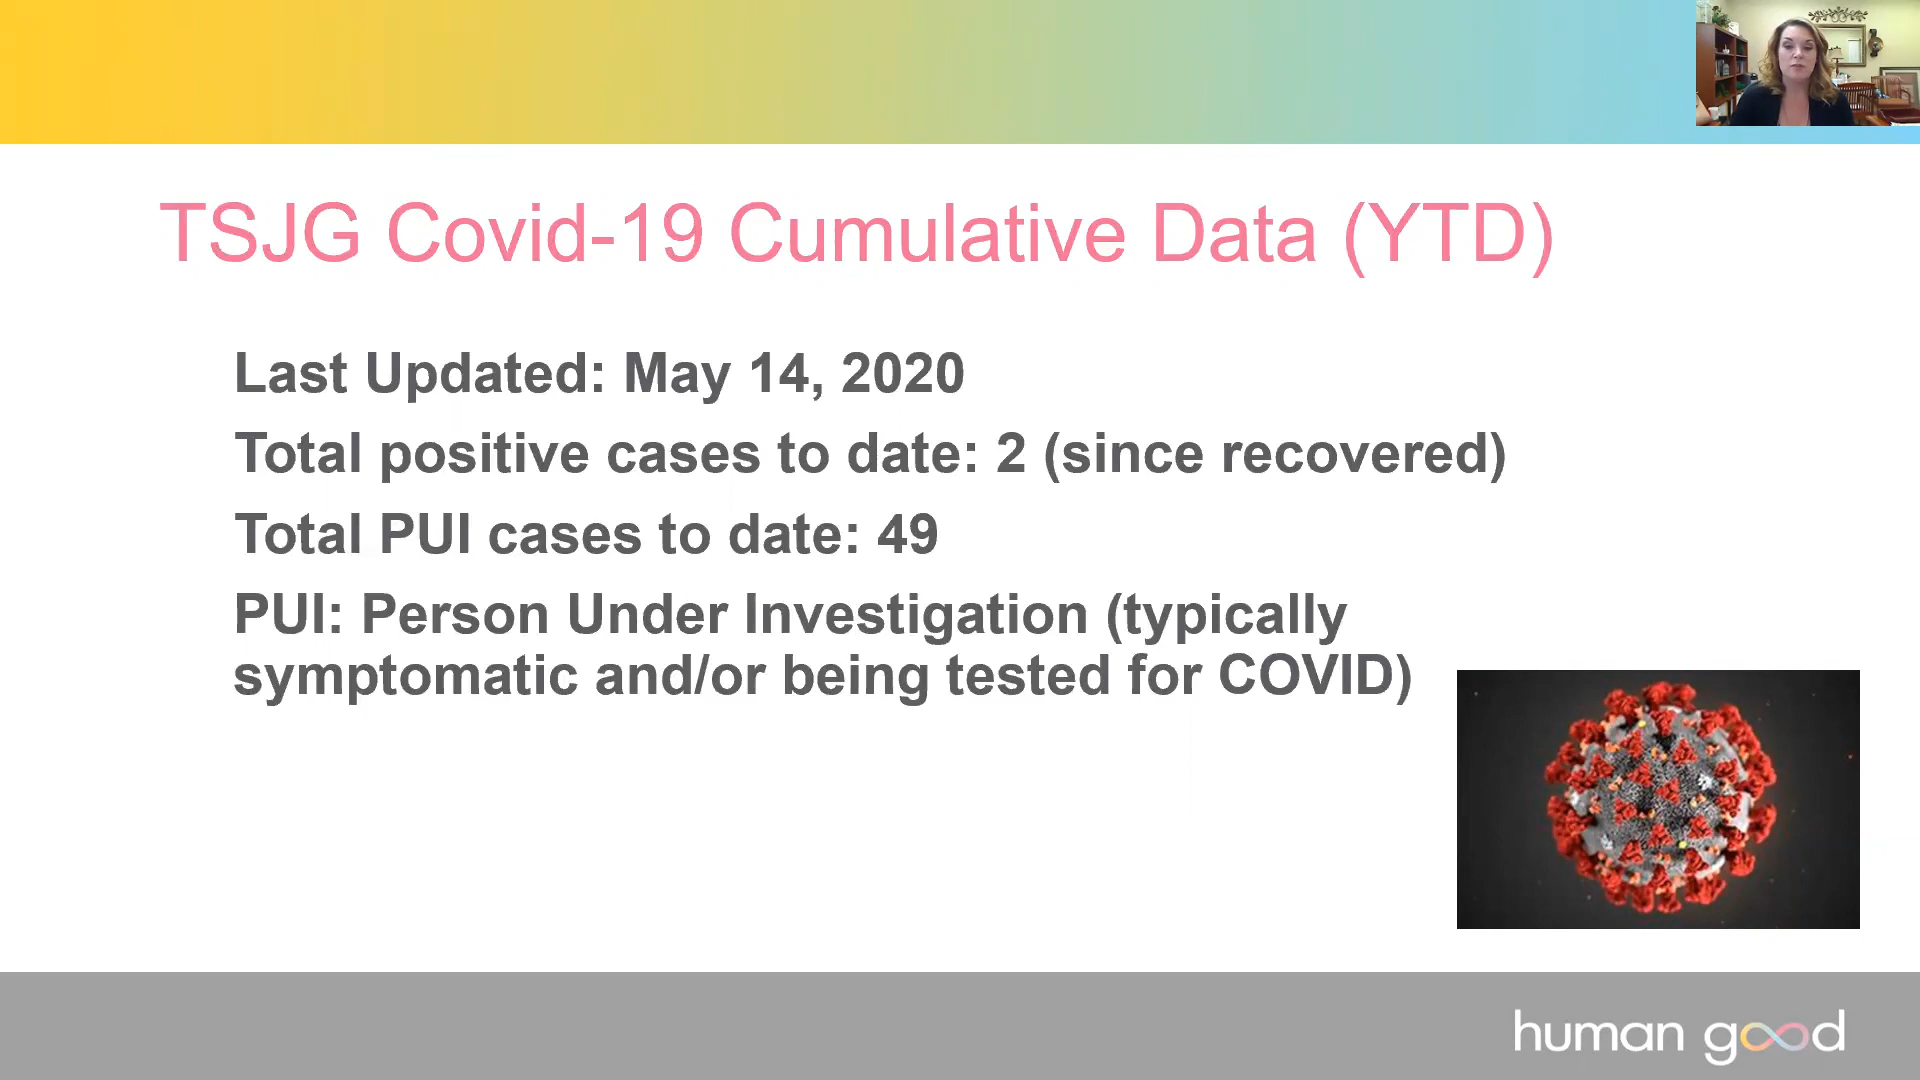 TSJG Covid-19 Cumulative Data (YTD)
Last Updated: May 14, 2020
Total positive cases to date: 2 (since recovered)
Total PUI cases to date: 49
PUI: Person Under Investigation (typically
symptomatic and/or being tested for COVID)
human good